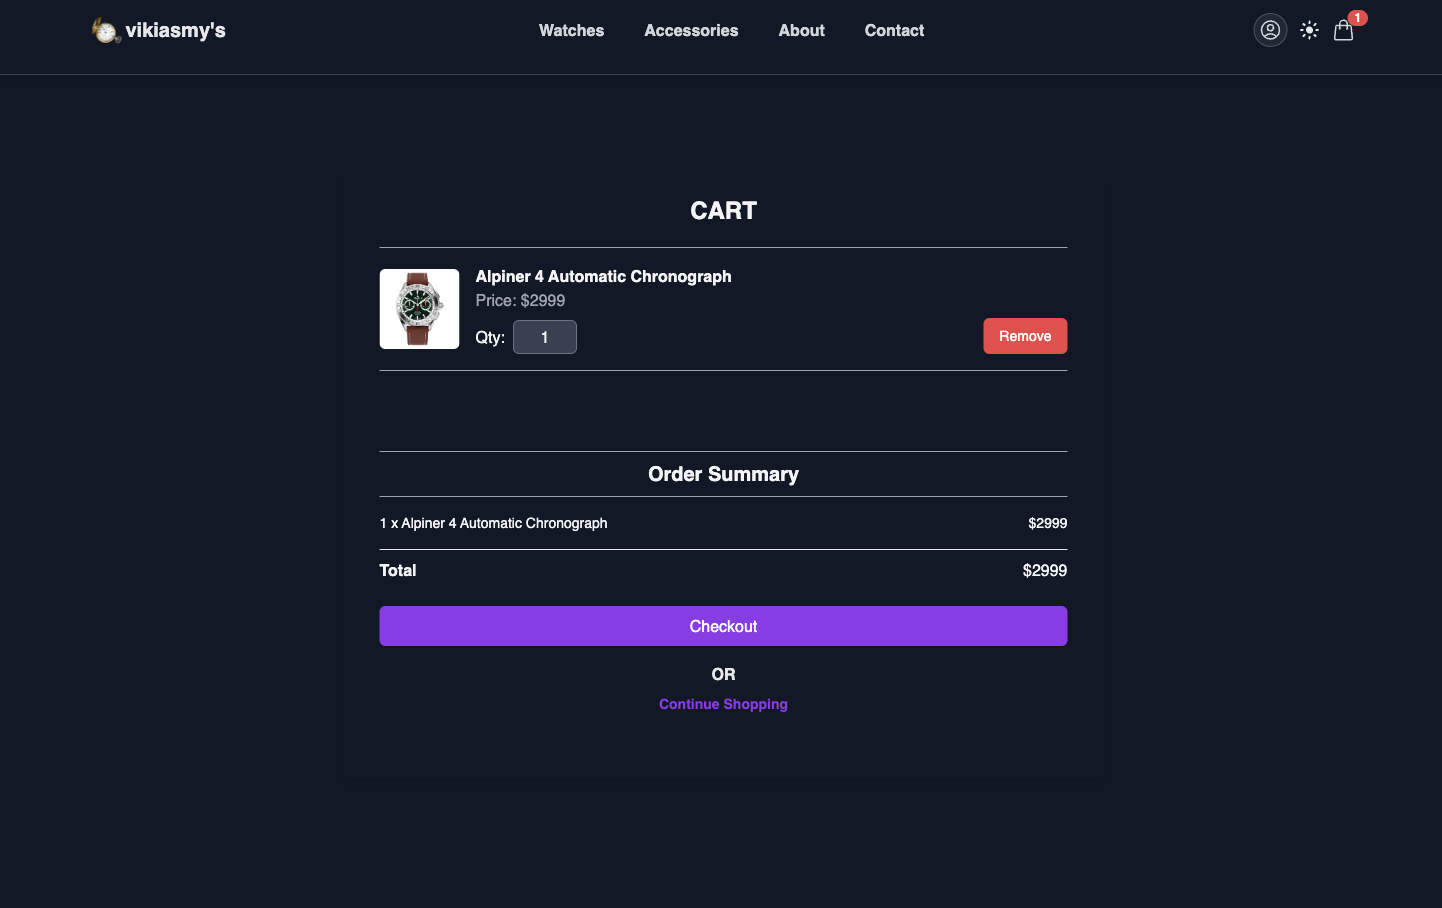 vikiasmy's
Watches Accessories About Contact
1
CART
Alpiner 4 Automatic Chronograph
Price: $2999
Qty: 1
Remove
Order Summary
1 x Alpiner 4 Automatic Chronograph $2999
Total $2999
Checkout
OR
Continue Shopping